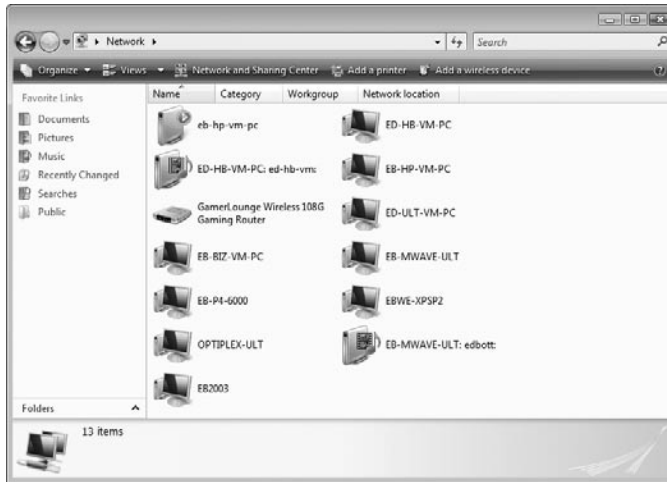 Network
Search
Organize Views Network and Sharing Center Add a printer Add a wireless device
Favorite Links
Documents
Pictures
Music
Recently Changed
Searches
Public
Folders
Name Category Workgroup Network location
eb-hp-vm-pc
ED-HB-VM-PC
ED-HB-VM-PC: ed-hb-vm:
EB-HP-VM-PC
GamerLounge Wireless 108G
Gaming Router
ED-ULT-VM-PC
EB-BIZ-VM-PC
EB-MWAVE-ULT
EB-P4-6000
EBWE-XPSP2
OPTIPLEX-ULT
EB-MWAVE-ULT: edbott:
EB2003
13 items